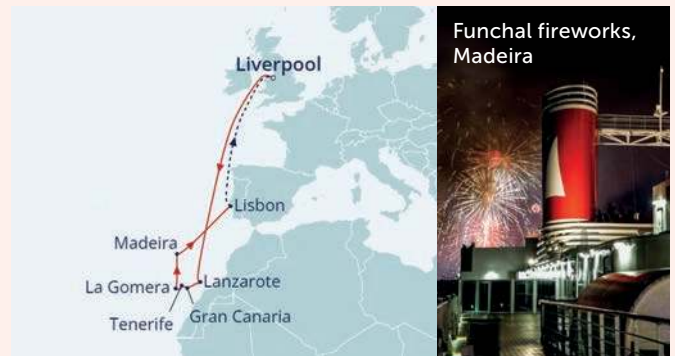 Liverpool
Lisbon
Madeira
La Gomera
Lanzarote
Tenerife
Gran Canaria
Funchal fireworks,
Madeira